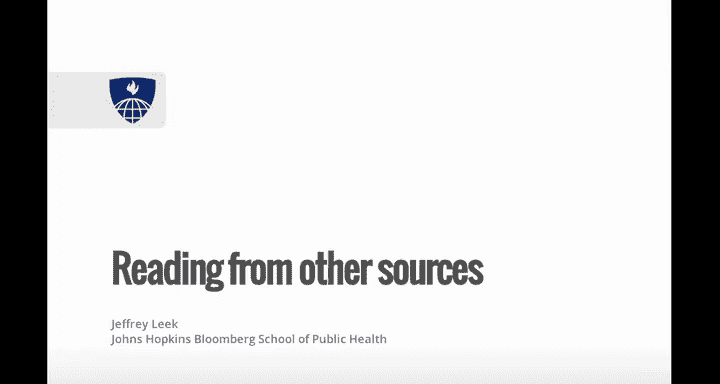 Reading from other sources
Jeffrey Leek
Johns Hopkins Bloomberg School of Public Health